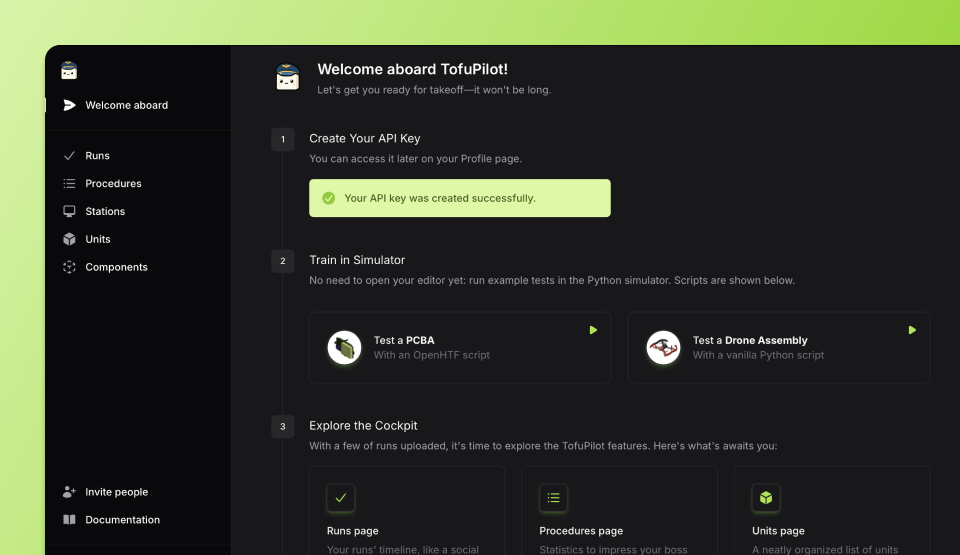 Welcome aboard
Runs
Procedures
Stations
Units
Components
Invite people
Documentation
Welcome aboard TofuPilot!
Let's get you ready for takeoff—it won't be long.
1
Create Your API Key
You can access it later on your Profile page.
Your API key was created successfully.
2
Train in Simulator
No need to open your editor yet: run example tests in the Python simulator. Scripts are shown below.
Test a PCBA
With an OpenHTF script
Test a Drone Assembly
With a vanilla Python script
3
Explore the Cockpit
With a few of runs uploaded, it's time to explore the TofuPilot features. Here's what's awaits you:
Runs page
Your runs' timeline, like a social
Procedures page
Statistics to impress your boss
Units page
A neatly organized list of units